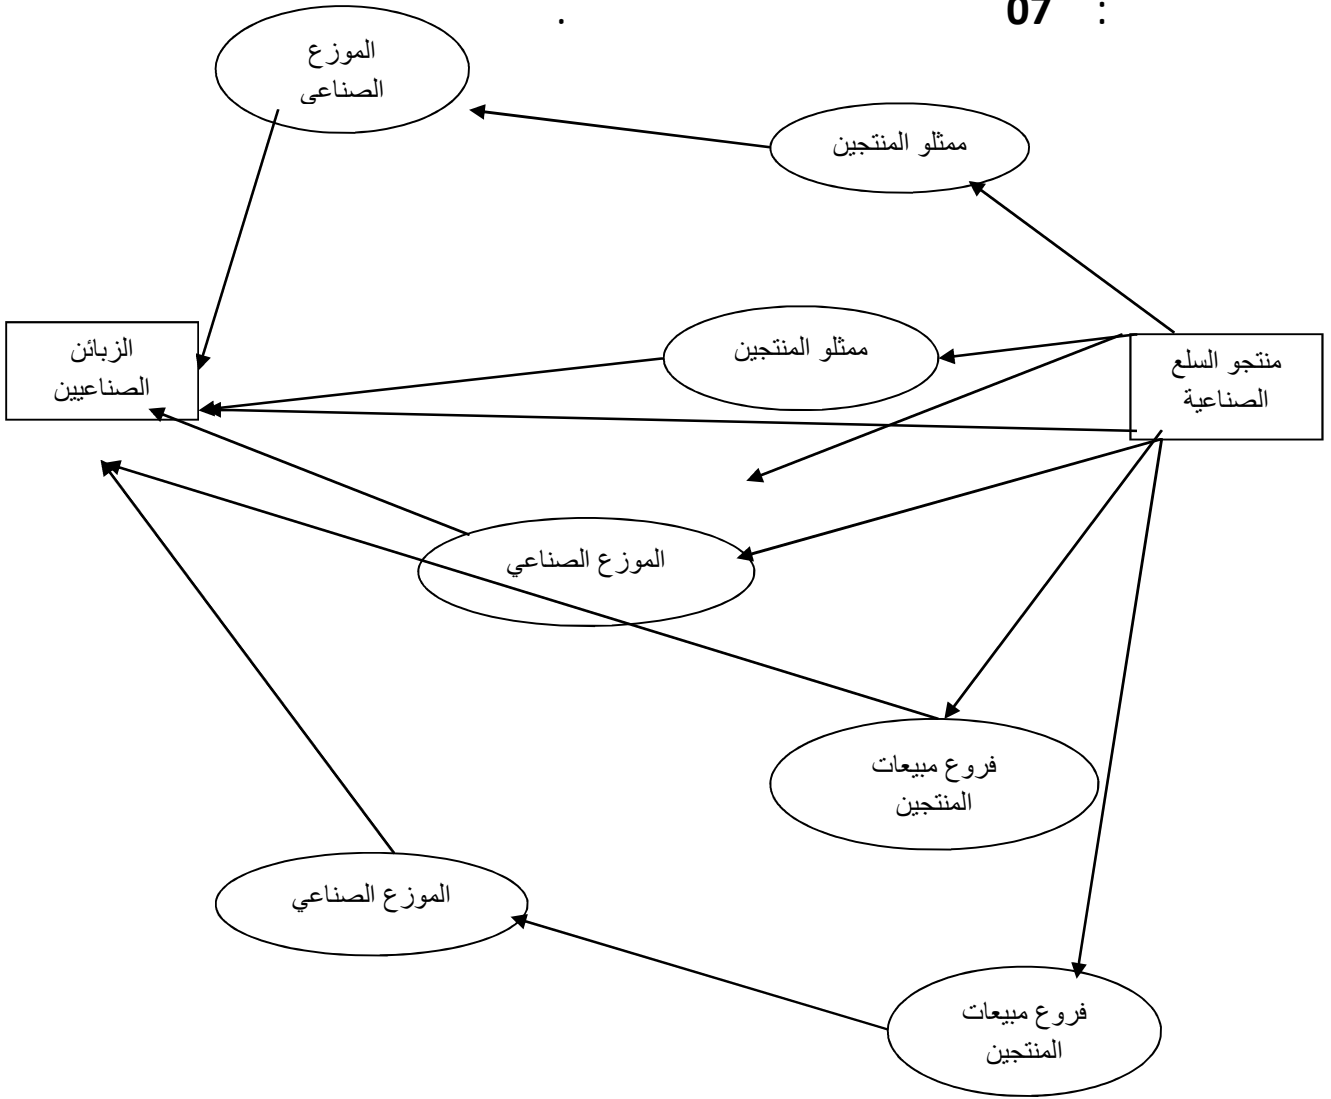 : 07 .
الموزع
الصناعى
ممثلو المنتجين
ممثلو المنتجين
منتجو السلع
الصناعية
الزبائن
الصناعيين
الموزع الصناعي
فروع مبيعات
المنتجين
الموزع الصناعي
فروع مبيعات
المنتجين